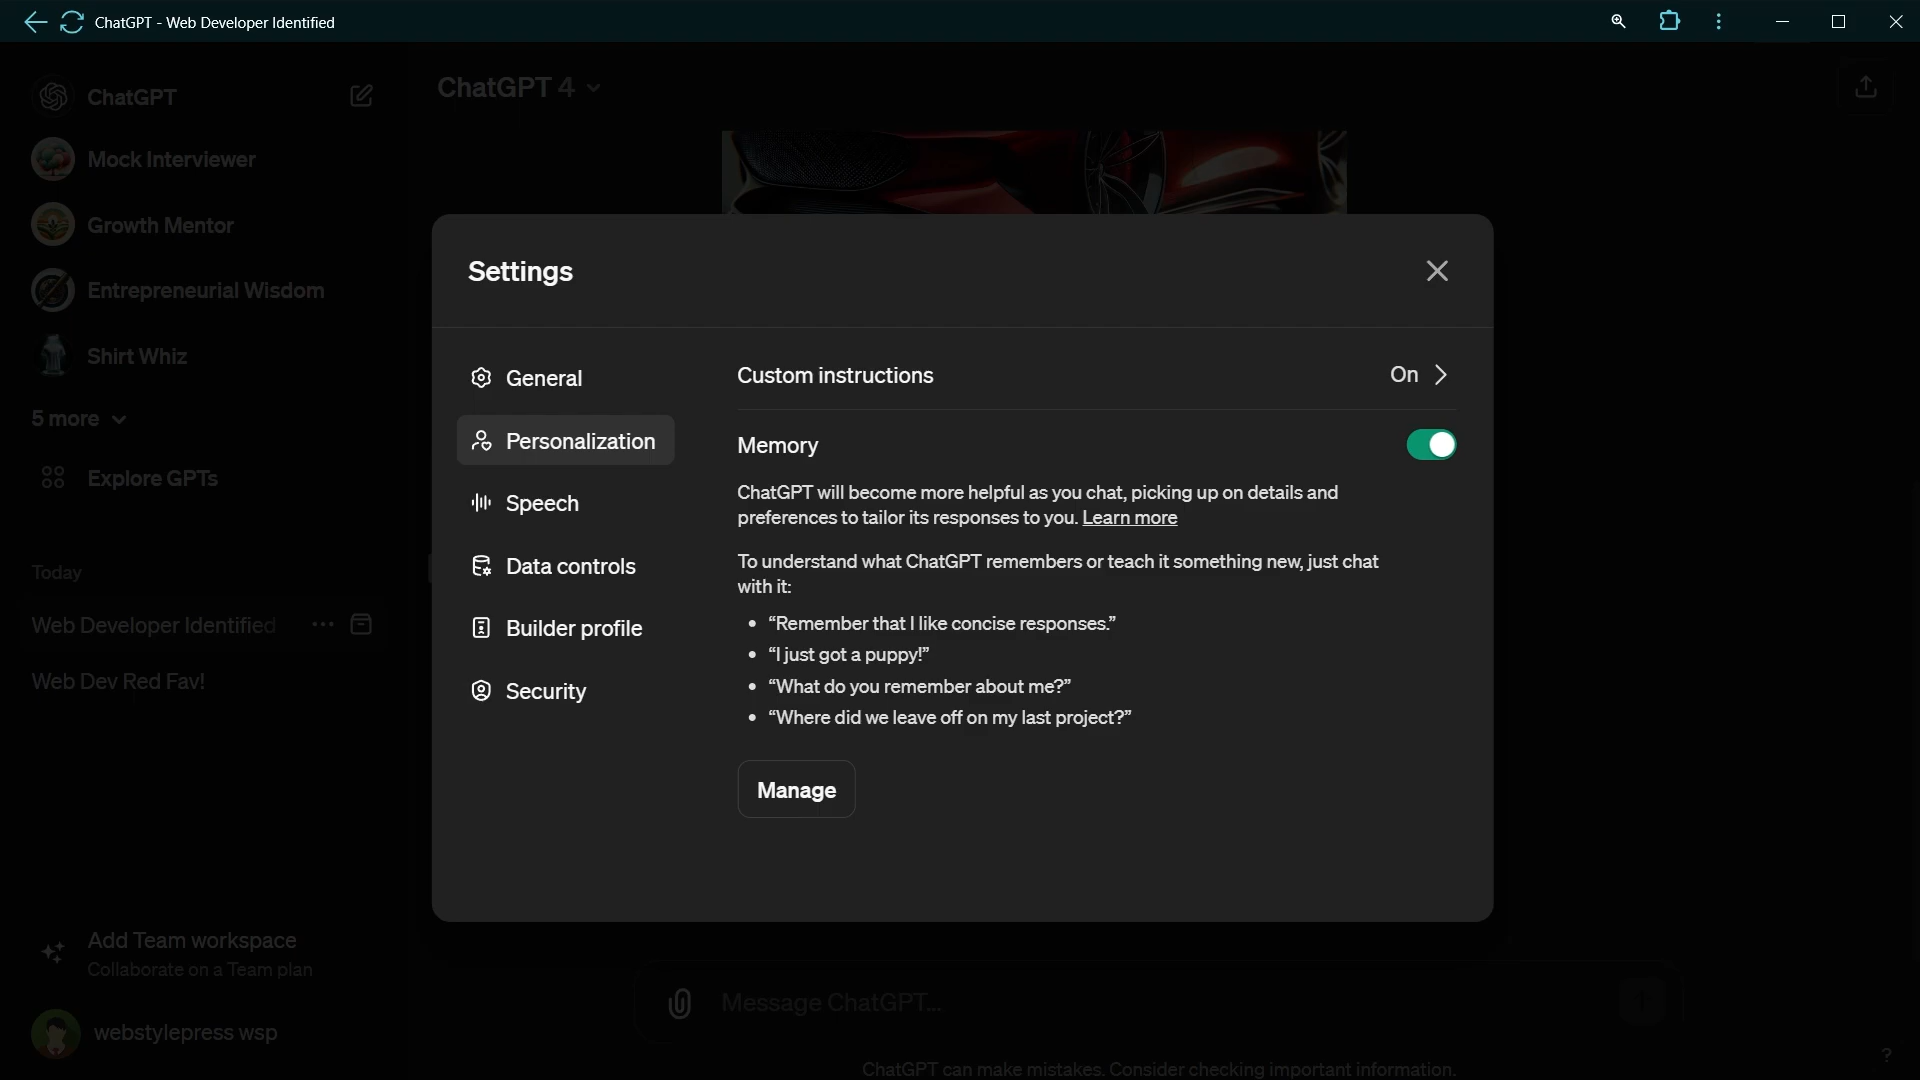 ChatGPT - Web Developer Identified
ChatGPT
Mock Interviewer
Growth Mentor
Entrepreneurial Wisdom
Shirt Whiz
5 more
Explore GPTs
Today
Web Developer Identified
Web Dev Red Fav!
Add Team workspace
Collaborate on a Team plan
webstylepress wsp
ChatGPT 4
Settings
General
Personalization
Speech
Data controls
Builder profile
Security
Custom instructions On
Memory
ChatGPT will become more helpful as you chat, picking up on details and
preferences to tailor its responses to you. Learn more
To understand what ChatGPT remembers or teach it something new, just chat
with it:
• “Remember that I like concise responses.”
• “I just got a puppy!”
• “What do you remember about me?”
• “Where did we leave off on my last project?”
Manage
Message ChatGPT...
ChatGPT can make mistakes. Consider checking important information.
?